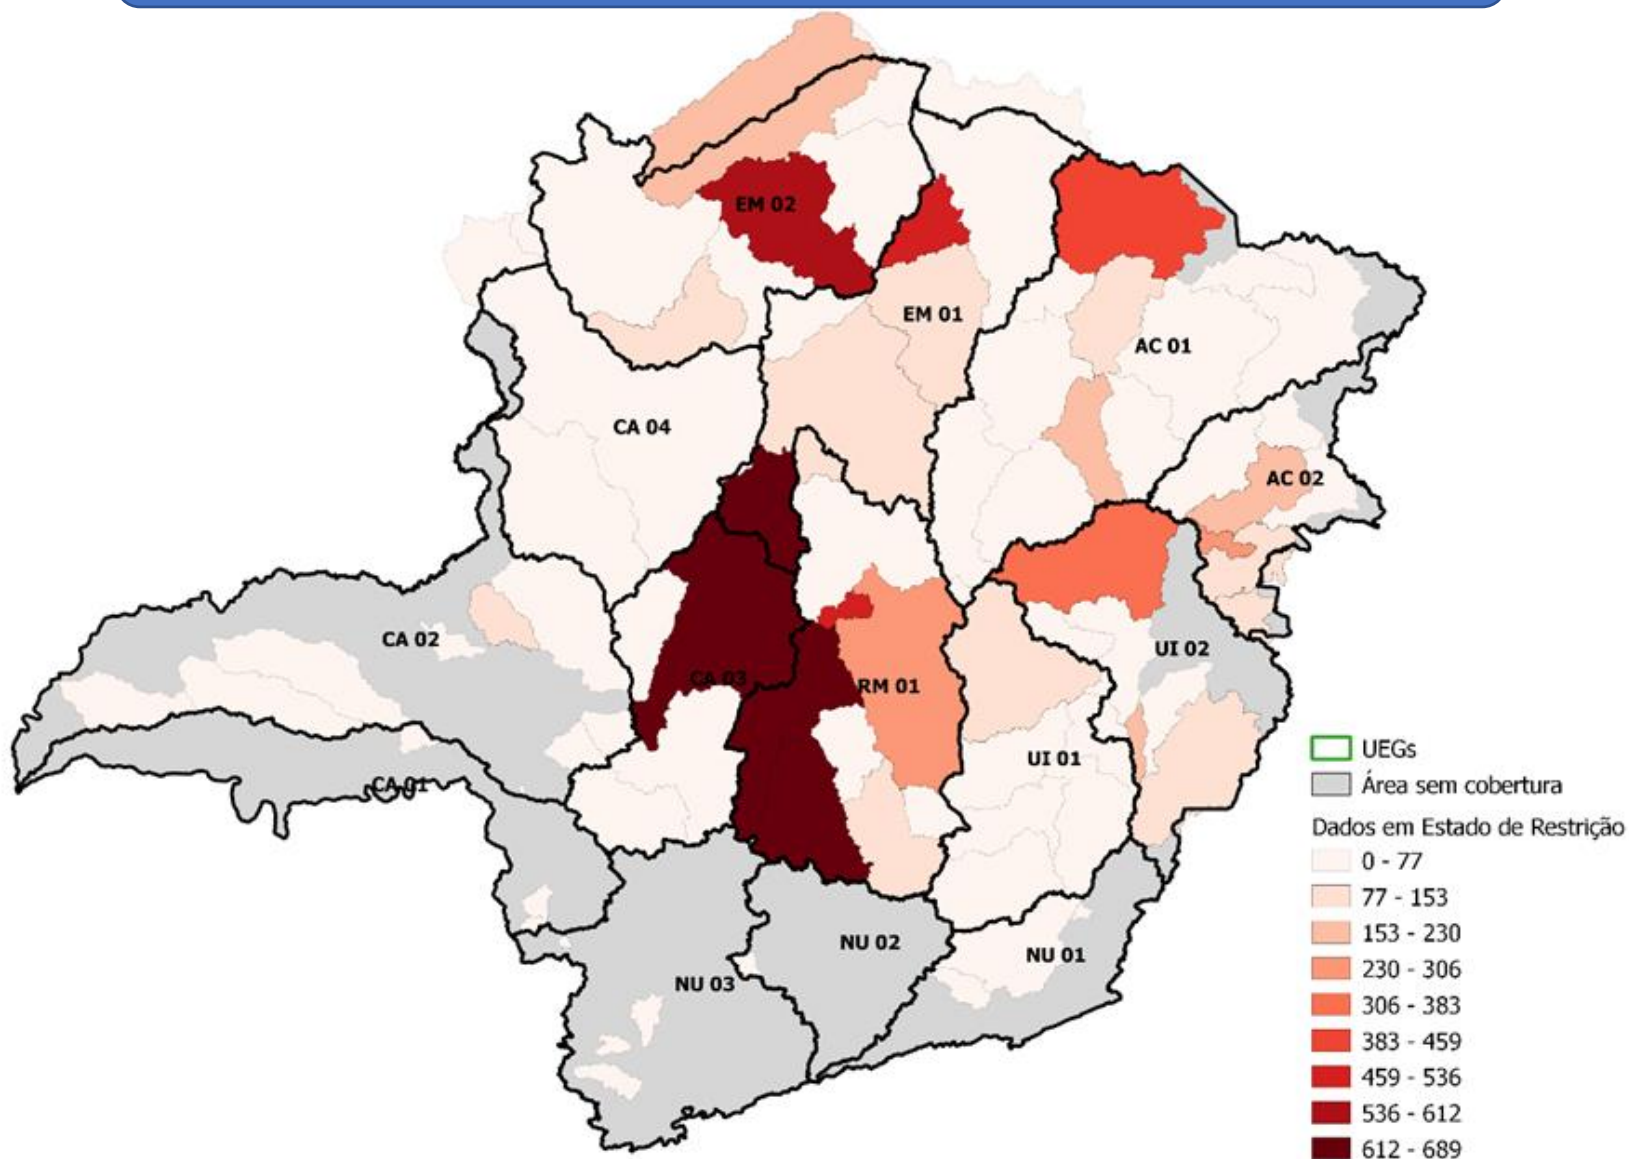 EM 02
EM 01
AC 01
CA 04
AC 02
CA 02
UI 02
CA 03
RM 01
UI 01
CA 01
NU 02
NU 01
NU 03
UEGs
Área sem cobertura
Dados em Estado de Restrição
0 - 77
77 - 153
153 - 230
230 - 306
306 - 383
383 - 459
459 - 536
536 - 612
612 - 689